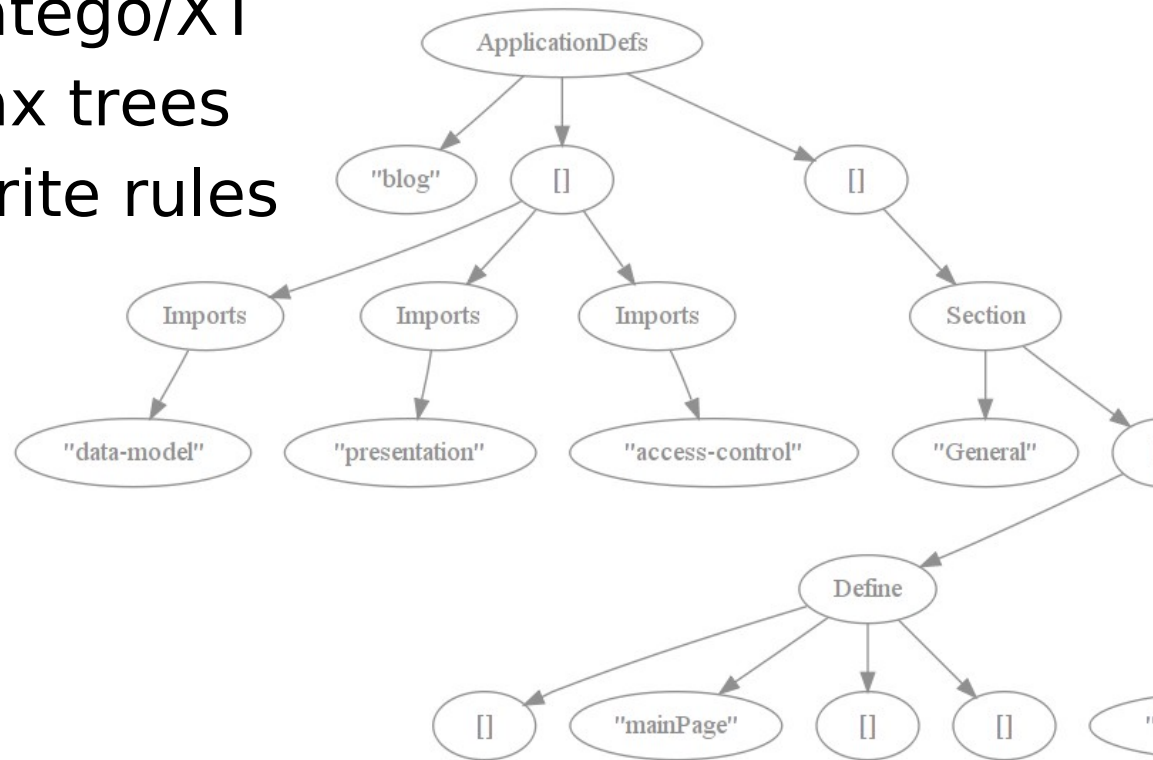 ntego/XT
ax trees
rite rules
ApplicationDefs
"blog" [] []
Imports Imports Imports Section
"data-model" "presentation" "access-control" "General"
Define
[] "mainPage" [] [] "